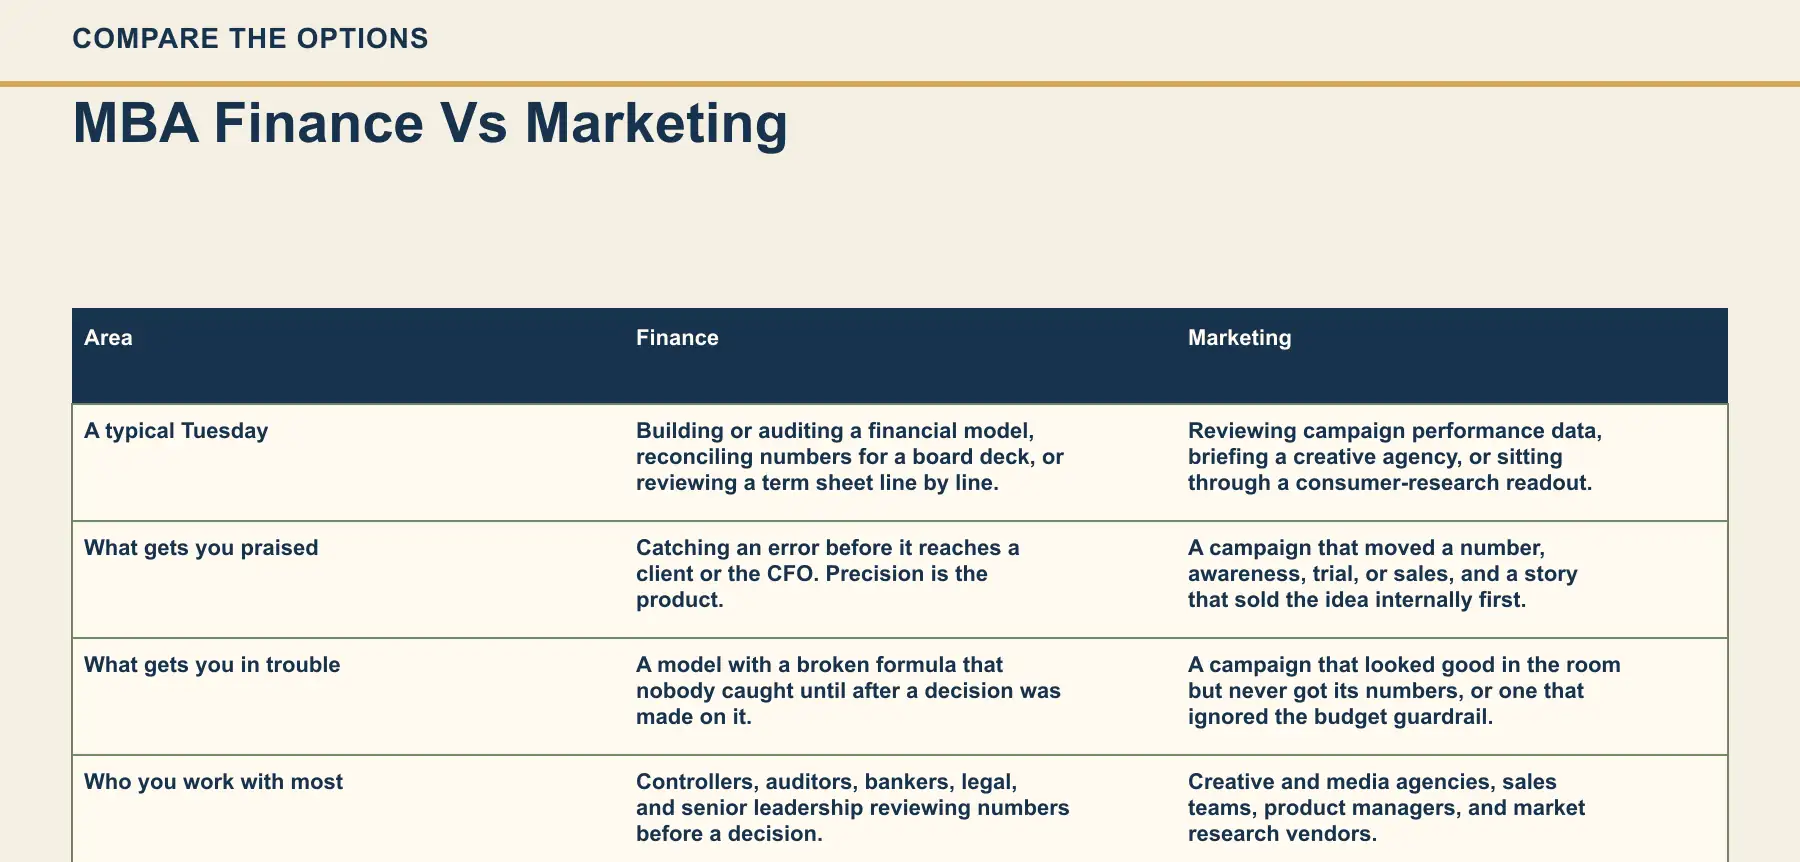 COMPARE THE OPTIONS
MBA Finance Vs Marketing
Area
Finance
Marketing
A typical Tuesday
Building or auditing a financial model,
reconciling numbers for a board deck, or
reviewing a term sheet line by line.
Reviewing campaign performance data,
briefing a creative agency, or sitting
through a consumer-research readout.
What gets you praised
Catching an error before it reaches a
client or the CFO. Precision is the
product.
A campaign that moved a number,
awareness, trial, or sales, and a story
that sold the idea internally first.
What gets you in trouble
A model with a broken formula that
nobody caught until after a decision was
made on it.
A campaign that looked good in the room
but never got its numbers, or one that
ignored the budget guardrail.
Who you work with most
Controllers, auditors, bankers, legal,
and senior leadership reviewing numbers
before a decision.
Creative and media agencies, sales
teams, product managers, and market
research vendors.